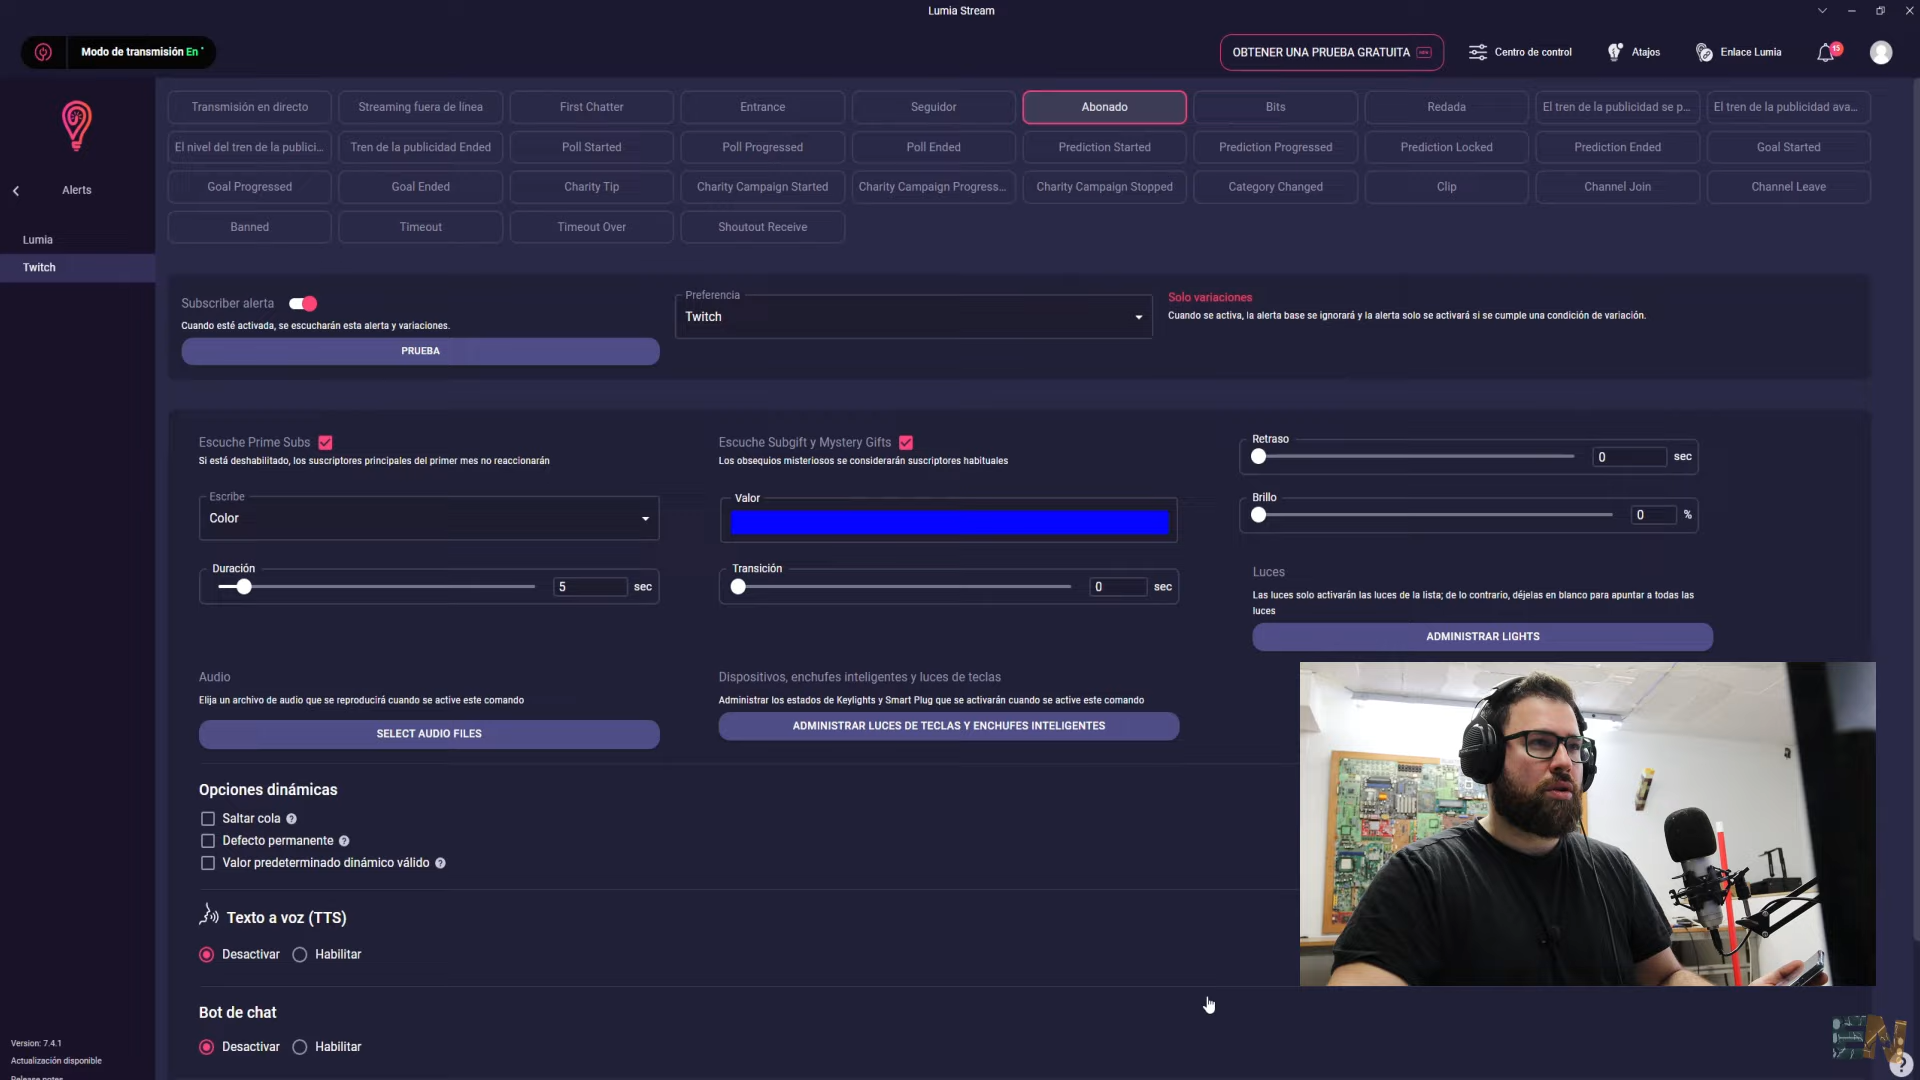 Lumia Stream
Modo de transmisión En
OBTENER UNA PRUEBA GRATUITA
Centro de control
Atajos
Enlace Lumia
15
Alerts
Lumia
Twitch
Transmisión en directo
Streaming fuera de línea
First Chatter
Entrance
Seguidor
Abonado
Bits
Redada
El tren de la publicidad se p...
El tren de la publicidad ava...
El nivel del tren de la publici...
Tren de la publicidad Ended
Poll Started
Poll Progressed
Poll Ended
Prediction Started
Prediction Progressed
Prediction Locked
Prediction Ended
Goal Started
Goal Progressed
Goal Ended
Charity Tip
Charity Campaign Started
Charity Campaign Progress...
Charity Campaign Stopped
Category Changed
Clip
Channel Join
Channel Leave
Banned
Timeout
Timeout Over
Shoutout Receive
Subscriber alerta
Cuando esté activada, se escucharán esta alerta y variaciones.
PRUEBA
Preferencia
Twitch
Solo variaciones
Cuando se activa, la alerta base se ignorará y la alerta solo se activará si se cumple una condición de variación.
Escuche Prime Subs
Si está deshabilitado, los suscriptores principales del primer mes no reaccionarán
Escuche Subgift y Mystery Gifts
Los obsequios misteriosos se considerarán suscriptores habituales
Retraso
0 sec
Escribe
Color
Valor
Brillo
0 %
Duración
5 sec
Transición
0 sec
Luces
Las luces solo activarán las luces de la lista; de lo contrario, déjelas en blanco para apuntar a todas las
luces
ADMINISTRAR LIGHTS
Audio
Elija un archivo de audio que se reproducirá cuando se active este comando
SELECT AUDIO FILES
Dispositivos, enchufes inteligentes y luces de teclas
Administrar los estados de Keylights y Smart Plug que se activarán cuando se active este comando
ADMINISTRAR LUCES DE TECLAS Y ENCHUFES INTELIGENTES
Opciones dinámicas
Saltar cola ?
Defecto permanente ?
Valor predeterminado dinámico válido ?
Texto a voz (TTS)
Desactivar
Habilitar
Bot de chat
Desactivar
Habilitar
Version: 7.4.1
Actualización disponible
Release notes
EN
?